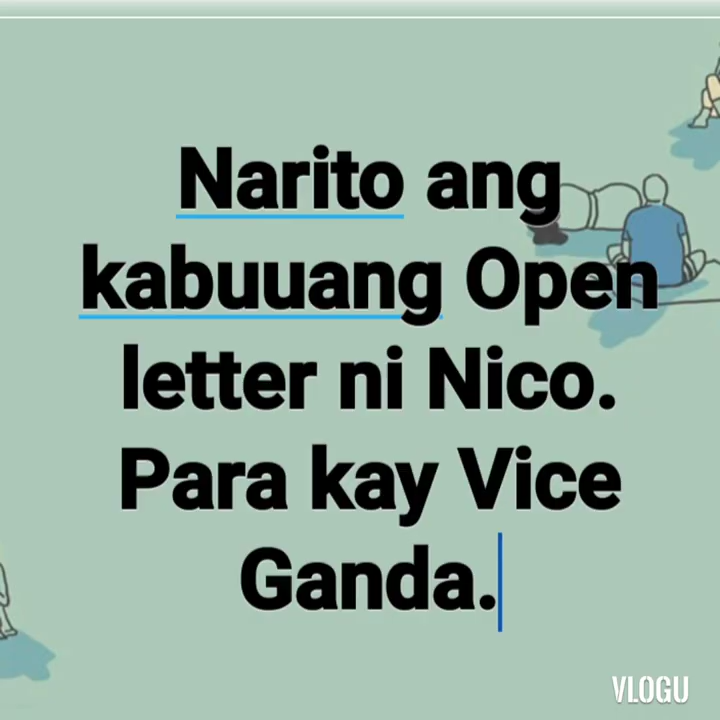 Narito ang
kabuuang Open
letter ni Nico.
Para kay Vice
Ganda.
VLOGU